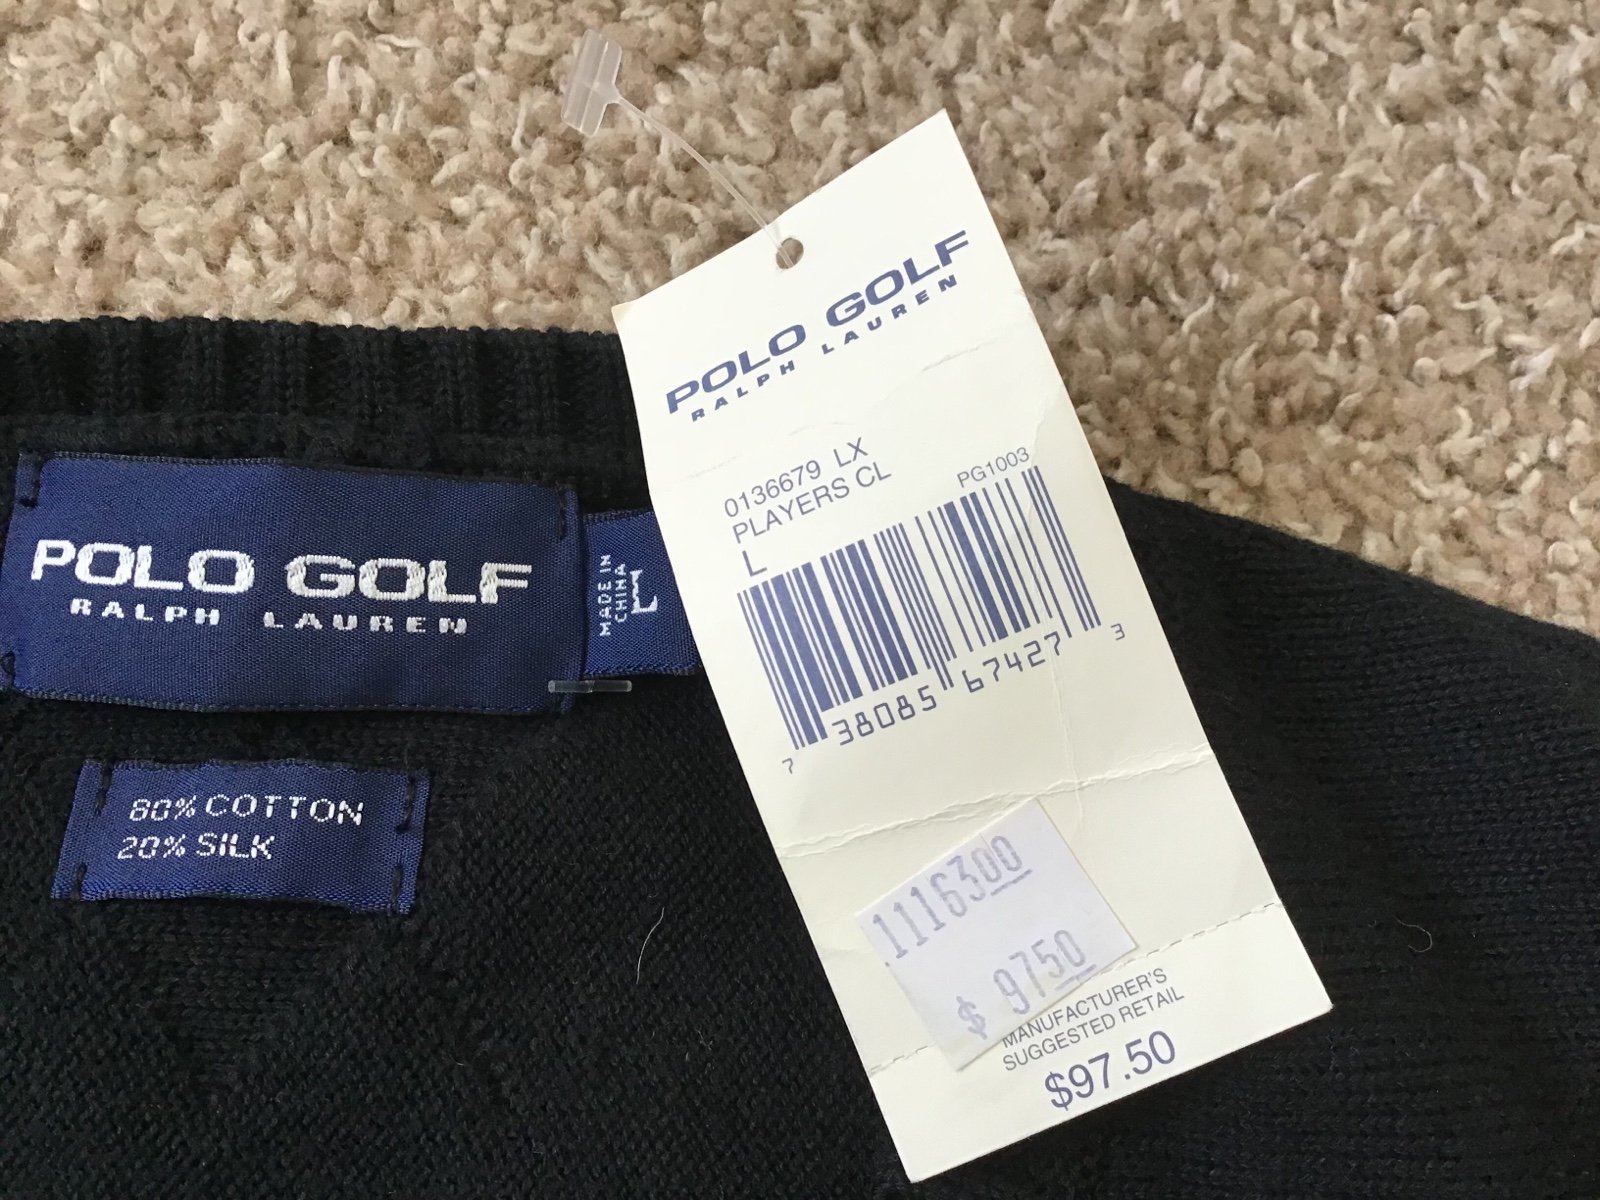 POLO GOLF
RALPH LAUREN
0136679 LX
PLAYERS CL
PG1003
L
7 38085 67427 3
1116300
$ 9750
MANUFACTURER'S
SUGGESTED RETAIL
$97.50
POLO GOLF
RALPH LAUREN
MADE IN
CHINA
L
80% COTTON
20% SILK